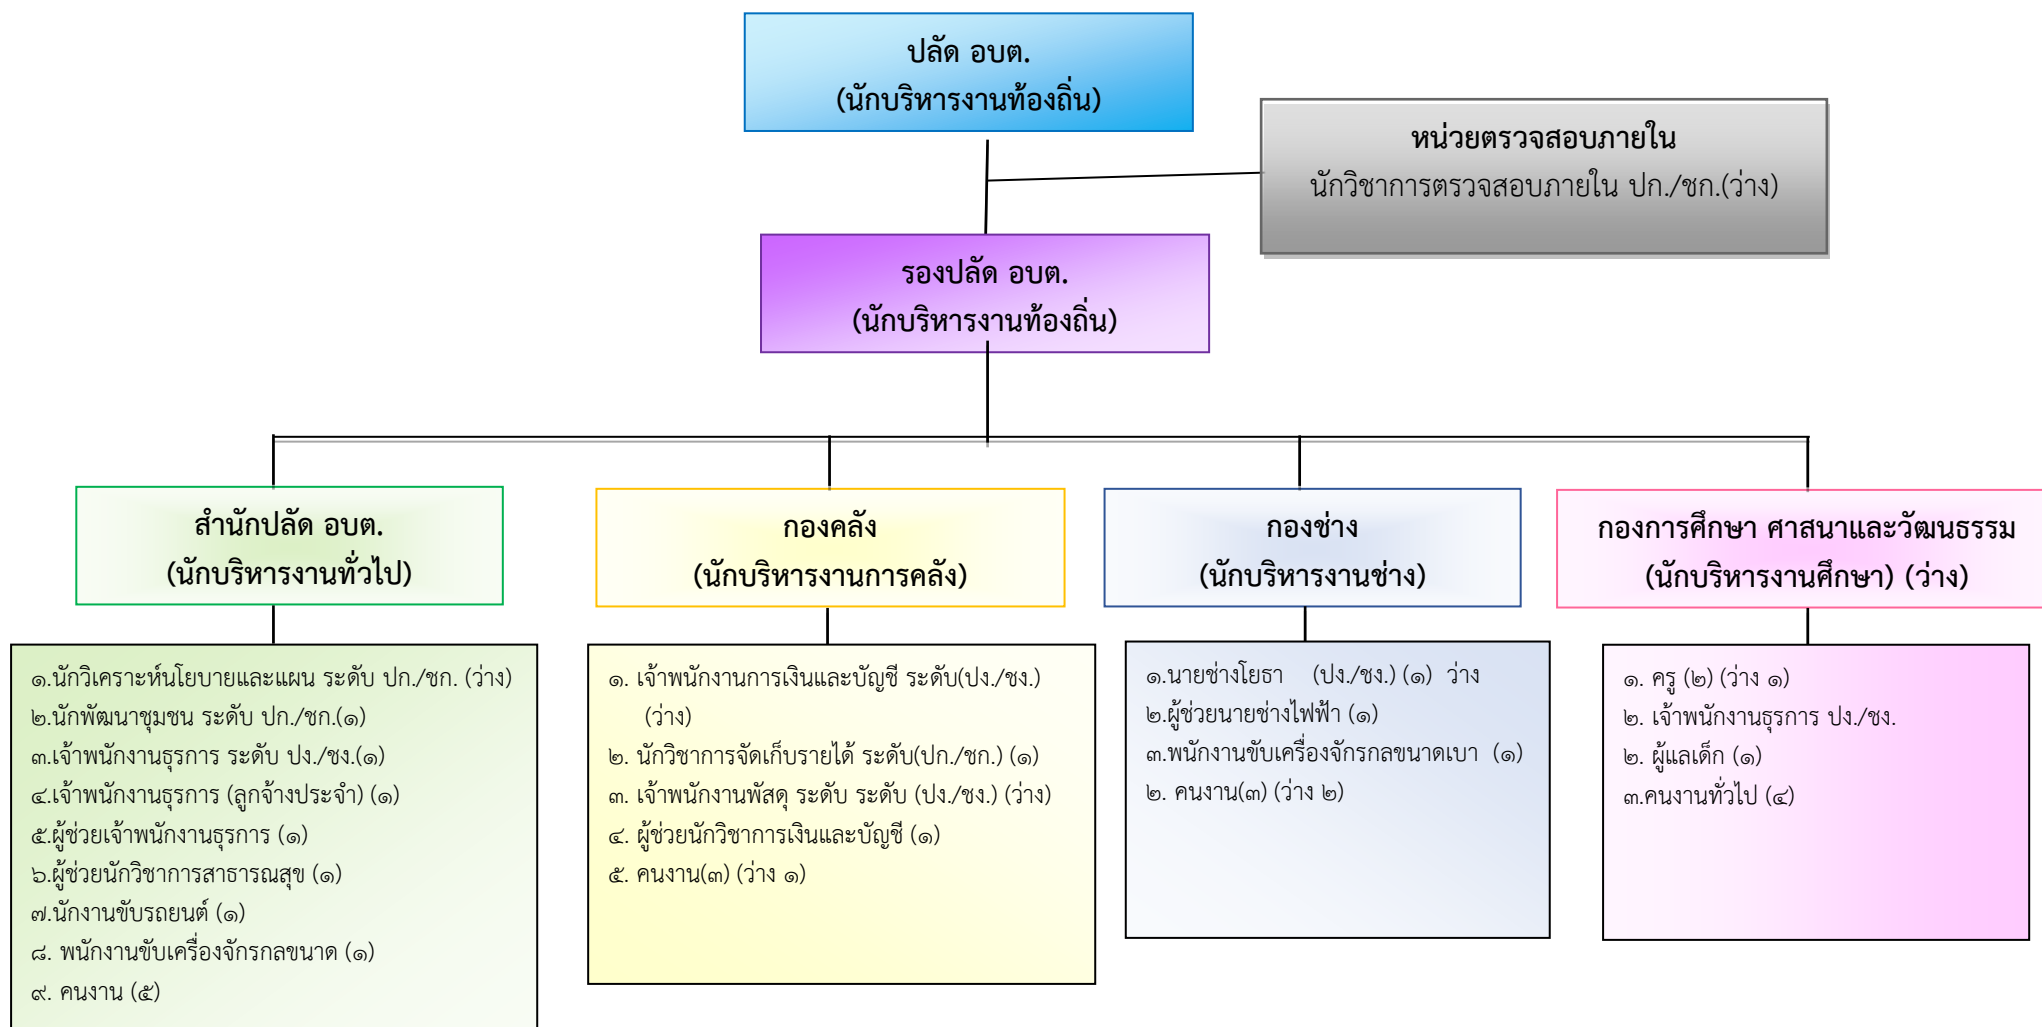 ปลัด อบต.
(นักบริหารงานท้องถิ่น)
หน่วยตรวจสอบภายใน
นักวิชาการตรวจสอบภายใน ปก./ชก.(ว่าง)
รองปลัด อบต.
(นักบริหารงานท้องถิ่น)
สำนักปลัด อบต.
(นักบริหารงานทั่วไป)
กองคลัง
(นักบริหารงานการคลัง)
กองช่าง
(นักบริหารงานช่าง)
กองการศึกษา ศาสนาและวัฒนธรรม
(นักบริหารงานศึกษา) (ว่าง)
๑.นักวิเคราะห์นโยบายและแผน ระดับ ปก./ชก. (ว่าง)
๒.นักพัฒนาชุมชน ระดับ ปก./ชก.(๑)
๓.เจ้าพนักงานธุรการ ระดับ ปง./ชง.(๑)
๔.เจ้าพนักงานธุรการ (ลูกจ้างประจำ) (๑)
๕.ผู้ช่วยเจ้าพนักงานธุรการ (๑)
๖.ผู้ช่วยนักวิชาการสาธารณสุข (๑)
๗.นักงานขับรถยนต์ (๑)
๘. พนักงานขับเครื่องจักรกลขนาด (๑)
๙. คนงาน (๕)
๑. เจ้าพนักงานการเงินและบัญชี ระดับ(ปง./ชง.)
(ว่าง)
๒. นักวิชาการจัดเก็บรายได้ ระดับ(ปก./ชก.) (๑)
๓. เจ้าพนักงานพัสดุ ระดับ ระดับ (ปง./ชง.) (ว่าง)
๔. ผู้ช่วยนักวิชาการเงินและบัญชี (๑)
๕. คนงาน(๓) (ว่าง ๑)
๑.นายช่างโยธา (ปง./ชง.) (๑) ว่าง
๒.ผู้ช่วยนายช่างไฟฟ้า (๑)
๓.พนักงานขับเครื่องจักรกลขนาดเบา (๑)
๒. คนงาน(๓) (ว่าง ๒)
๑. ครู (๒) (ว่าง ๑)
๒. เจ้าพนักงานธุรการ ปง./ชง.
๒. ผู้แลเด็ก (๑)
๓.คนงานทั่วไป (๔)